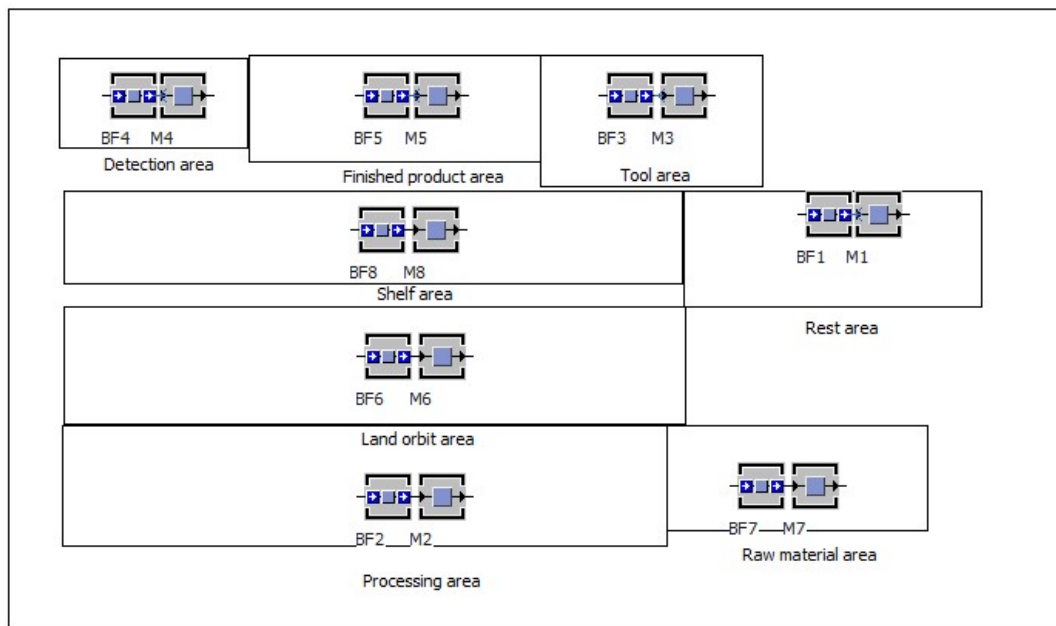 BF4 M4
BF5 M5
BF3 M3
Detection area
Finished product area
Tool area
BF8 M8
BF1 M1
Shelf area
Rest area
BF6 M6
Land orbit area
BF2 M2
BF7 M7
Processing area
Raw material area